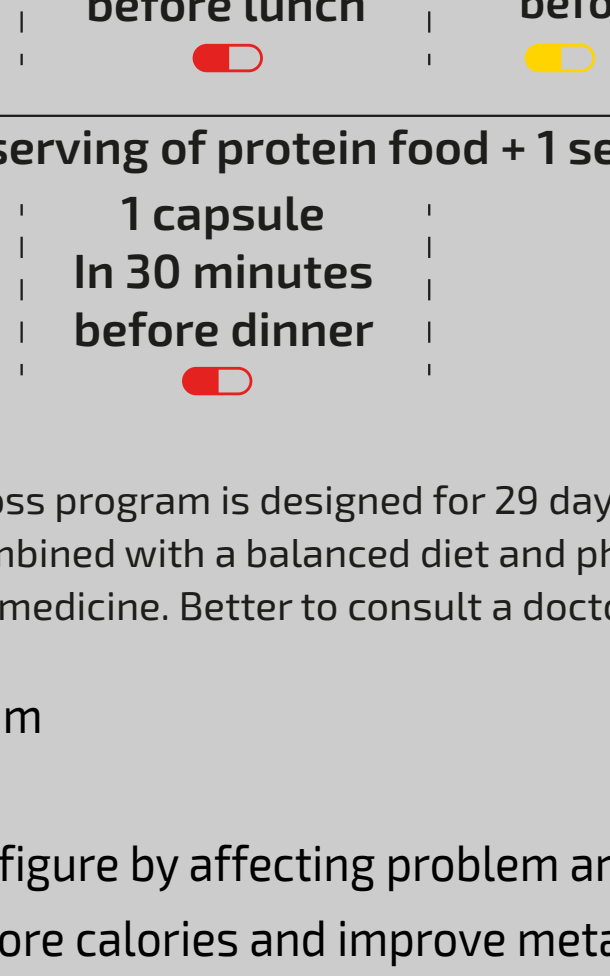 before lunch
serving of protein food + 1 se
1 capsule
In 30 minutes
before dinner
oss program is designed for 29 day
mbined with a balanced diet and ph
medicine. Better to consult a docto
m
figure by affecting problem ar
ore calories and improve meta